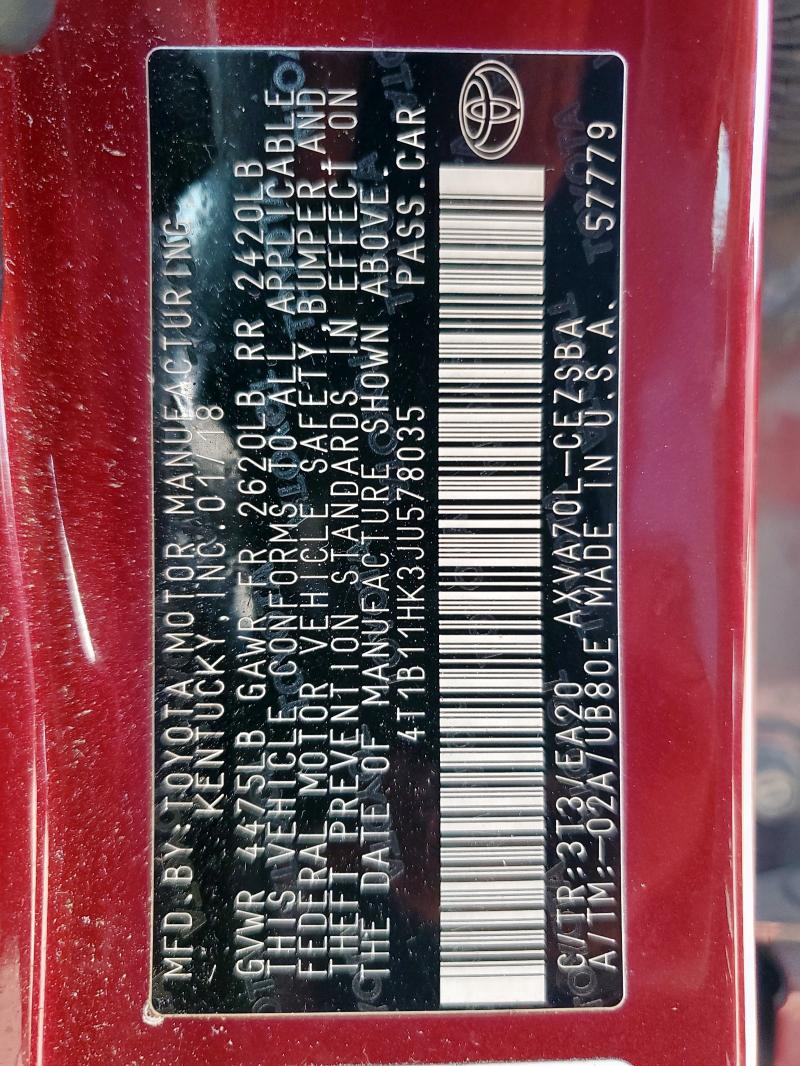 MFD.BY:TOYOTA MOTOR MANUFACTURING
KENTUCKY,INC.01/18
GVWR 4475LB GAWR FR 2620LB RR 2420LB
THIS VEHICLE CONFORMS TO ALL APPLICABLE
FEDERAL MOTOR VEHICLE SAFETY,BUMPER AND
THEFT PREVENTION STANDARDS IN EFFECT ON
THE DATE OF MANUFACTURE SHOWN ABOVE.
4T1B11HK3JU578035 PASS.CAR
C/TR:3T3/EA20 AXVA70L-CEZSBA
A/TM:-02A/UB80E MADE IN U.S.A. 57779